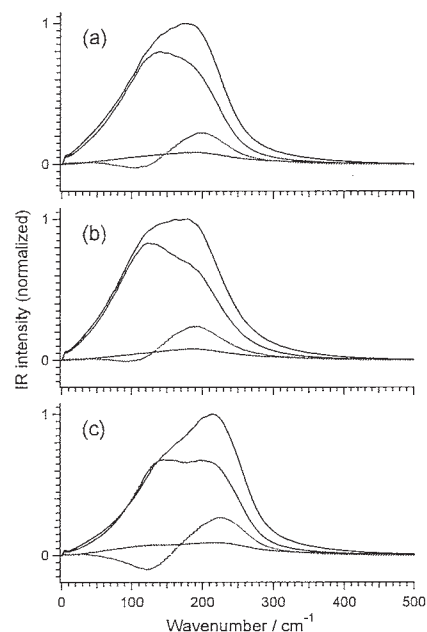 (a)
1
0
(b)
1
0
IR intensity (normalized)
(c)
1
0
0 100 200 300 400 500
Wavenumber / cm-1